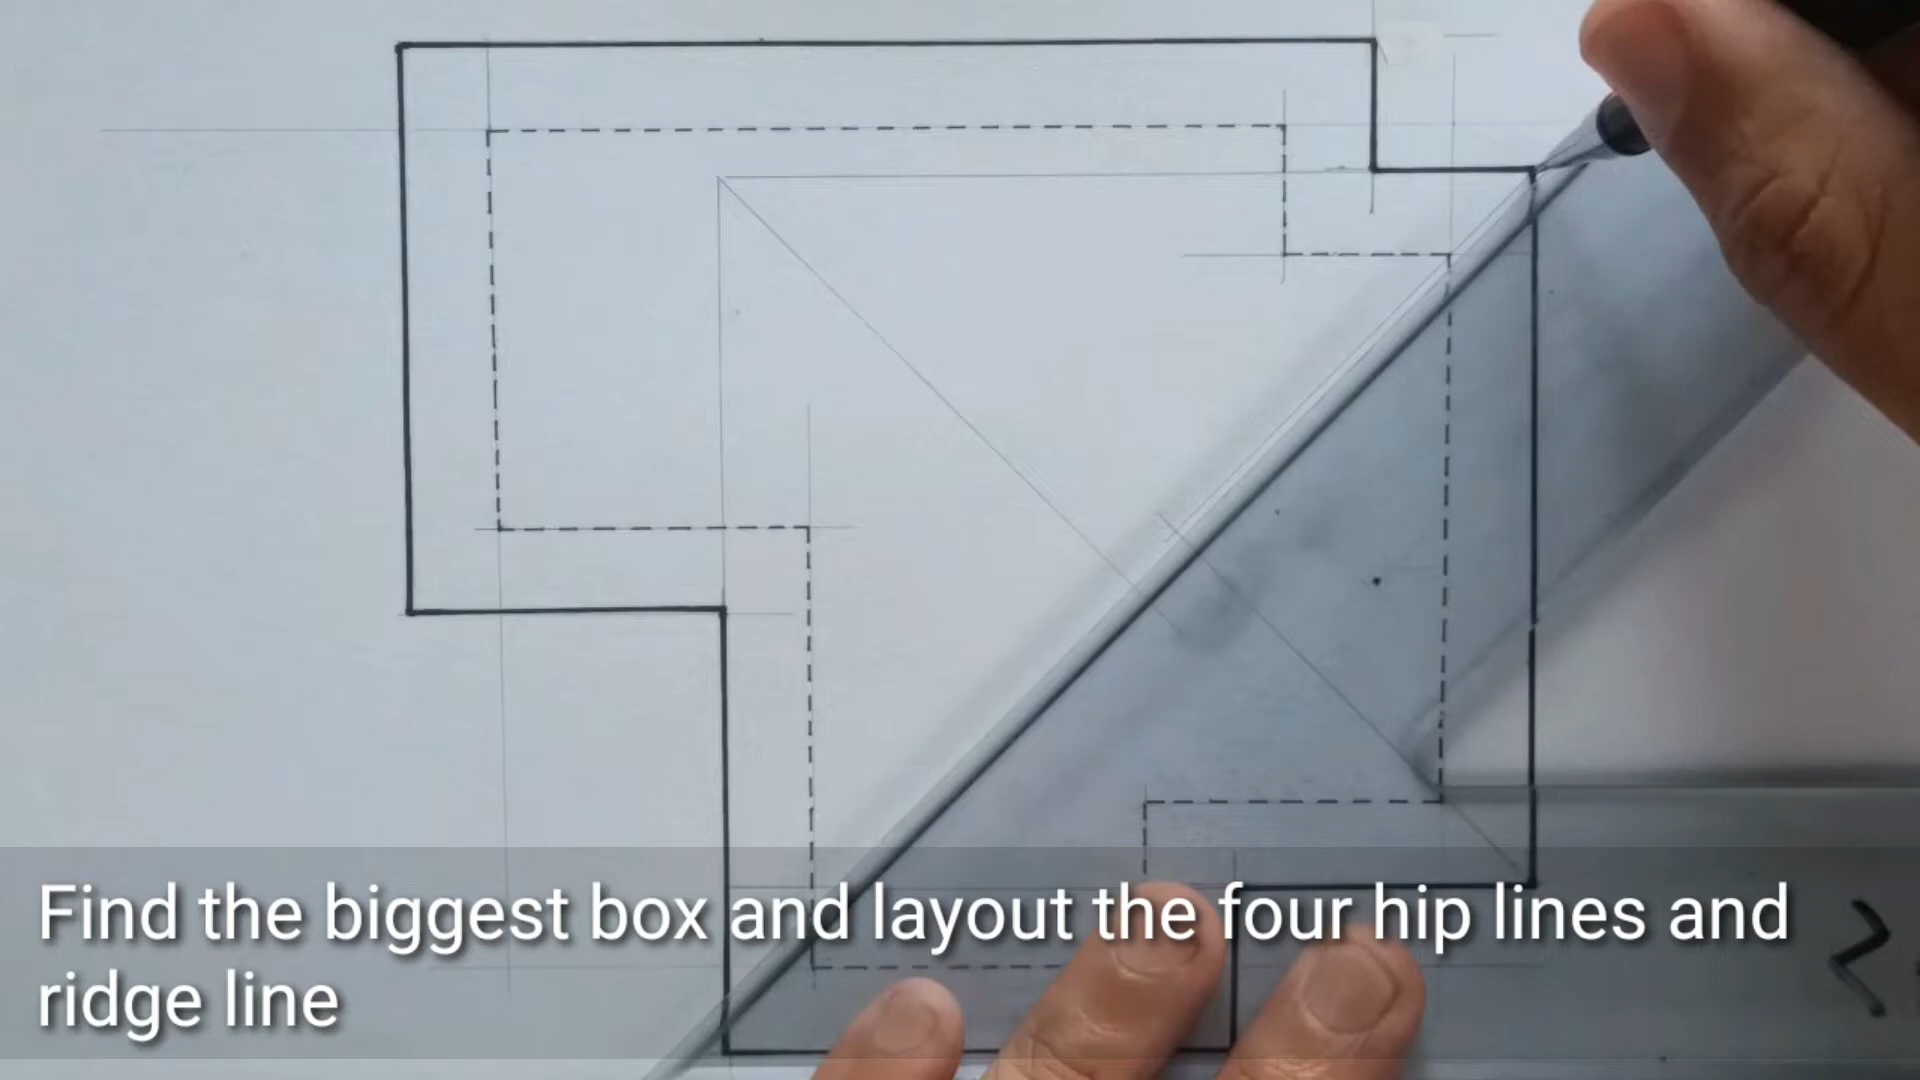 Find the biggest box and layout the four hip lines and
ridge line